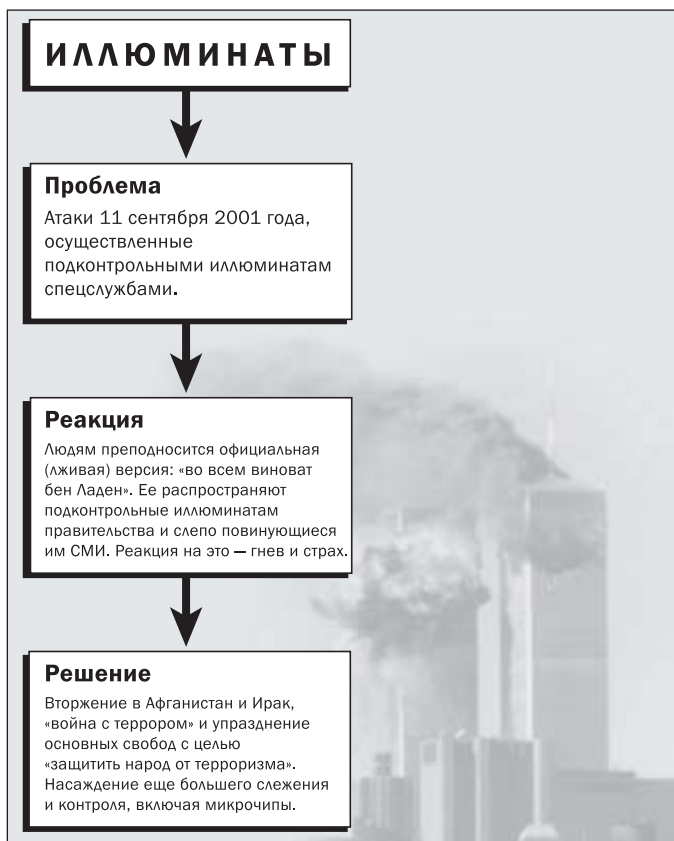 ИЛЛЮМИНАТЫ
Проблема
Атаки 11 сентября 2001 года,
осуществленные
подконтрольными иллюминатам
спецслужбами.
Реакция
Людям преподносится официальная
(лживая) версия: «во всем виноват
бен Ладен». Ее распространяют
подконтрольные иллюминатам
правительства и слепо повинующиеся
им СМИ. Реакция на это — гнев и страх.
Решение
Вторжение в Афганистан и Ирак,
«война с террором» и упразднение
основных свобод с целью
«защитить народ от терроризма».
Насаждение еще большего слежения
и контроля, включая микрочипы.